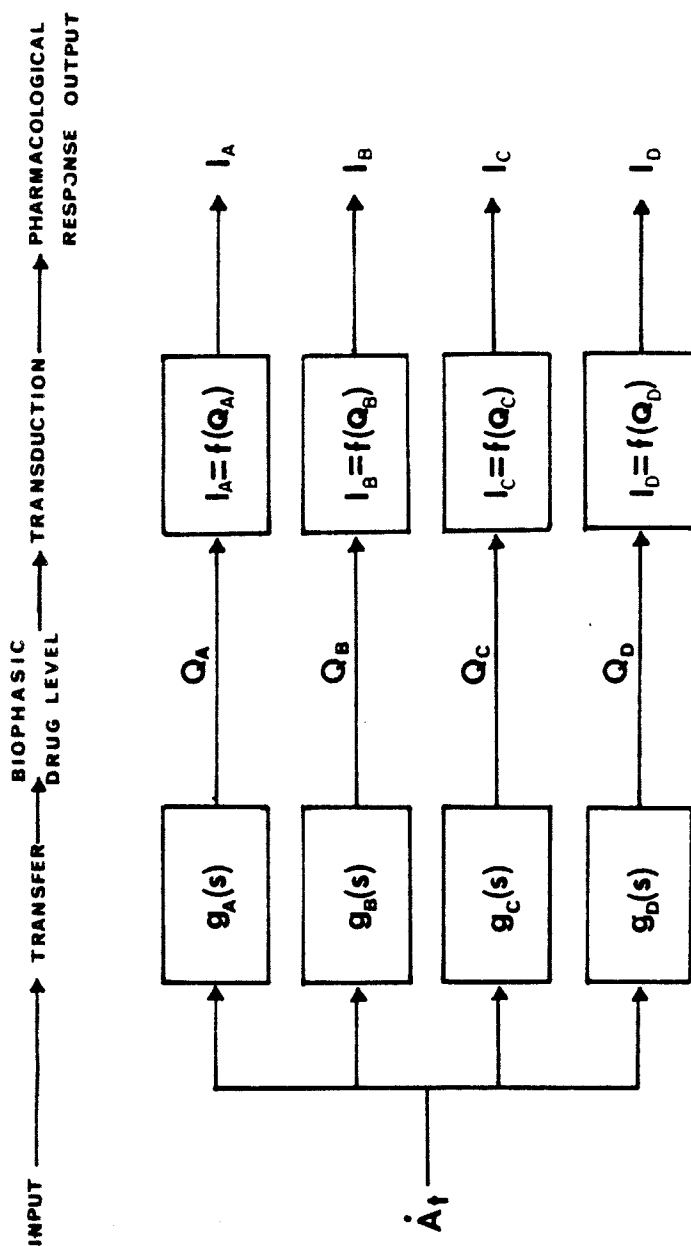 INPUT TRANSFER BIOPHASIC DRUG LEVEL TRANSDUCTION PHARMACOLOGICAL RESPONSE OUTPUT
Ȧt
gA(s) QA IA=f(QA) IA
gB(s) QB IB=f(QB) IB
gC(s) QC IC=f(QC) IC
gD(s) QD ID=f(QD) ID